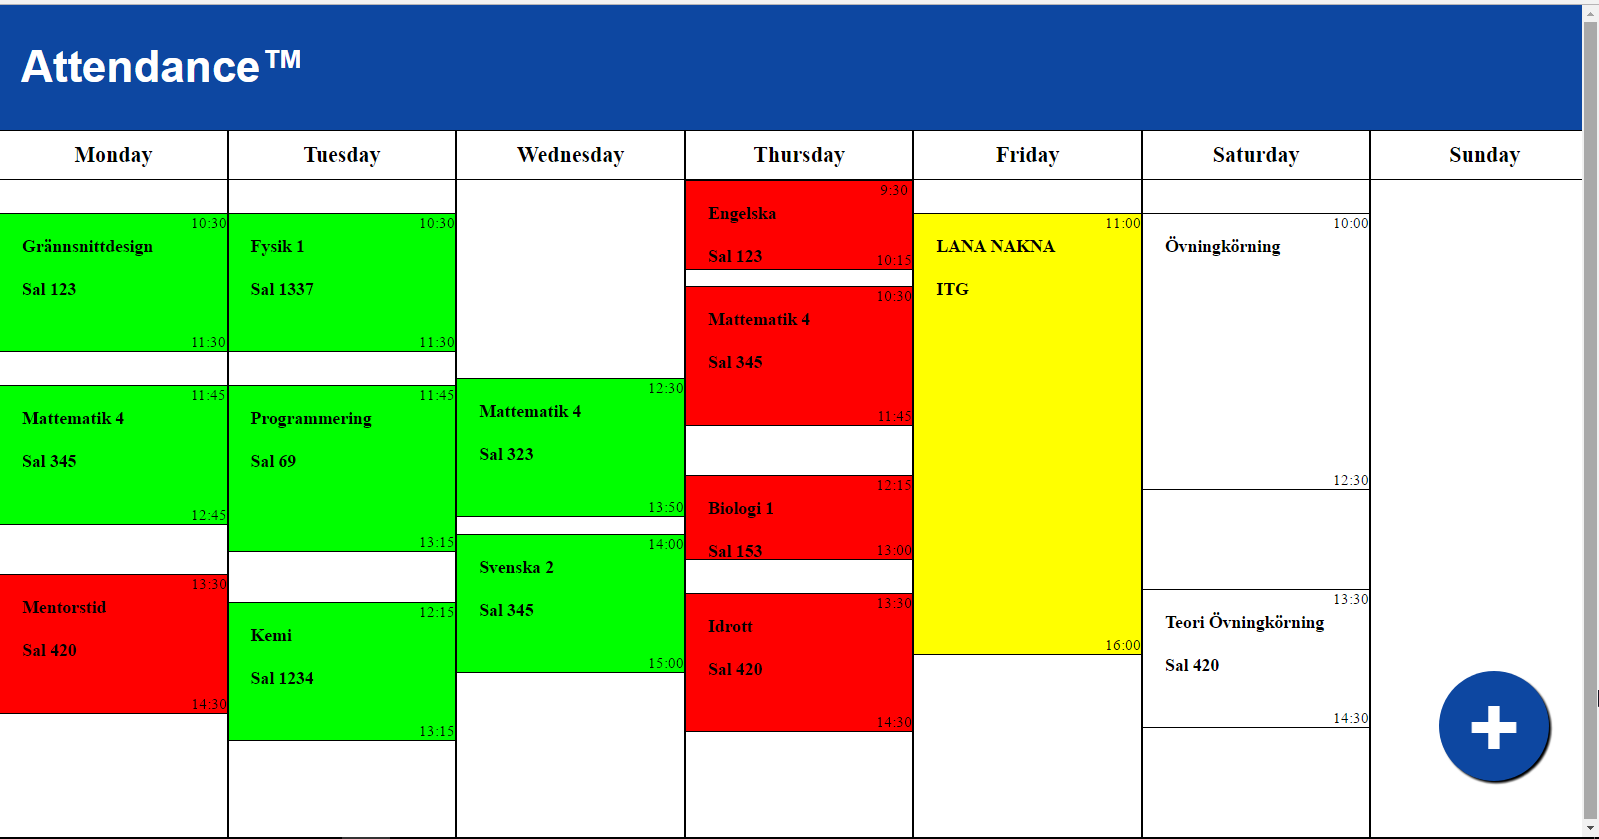 Attendance™
Monday
Tuesday
Wednesday
Thursday
Friday
Saturday
Sunday
10:30
Grännsnittdesign
Sal 123
11:30
11:45
Mattematik 4
Sal 345
12:45
13:30
Mentorstid
Sal 420
14:30
10:30
Fysik 1
Sal 1337
11:30
11:45
Programmering
Sal 69
13:15
12:15
Kemi
Sal 1234
13:15
12:30
Mattematik 4
Sal 323
13:50
14:00
Svenska 2
Sal 345
15:00
9:30
Engelska
Sal 123
10:15
10:30
Mattematik 4
Sal 345
11:45
12:15
Biologi 1
Sal 153
13:00
13:30
Idrott
Sal 420
14:30
11:00
LANA NAKNA
ITG
16:00
10:00
Övningkörning
12:30
13:30
Teori Övningkörning
Sal 420
14:30